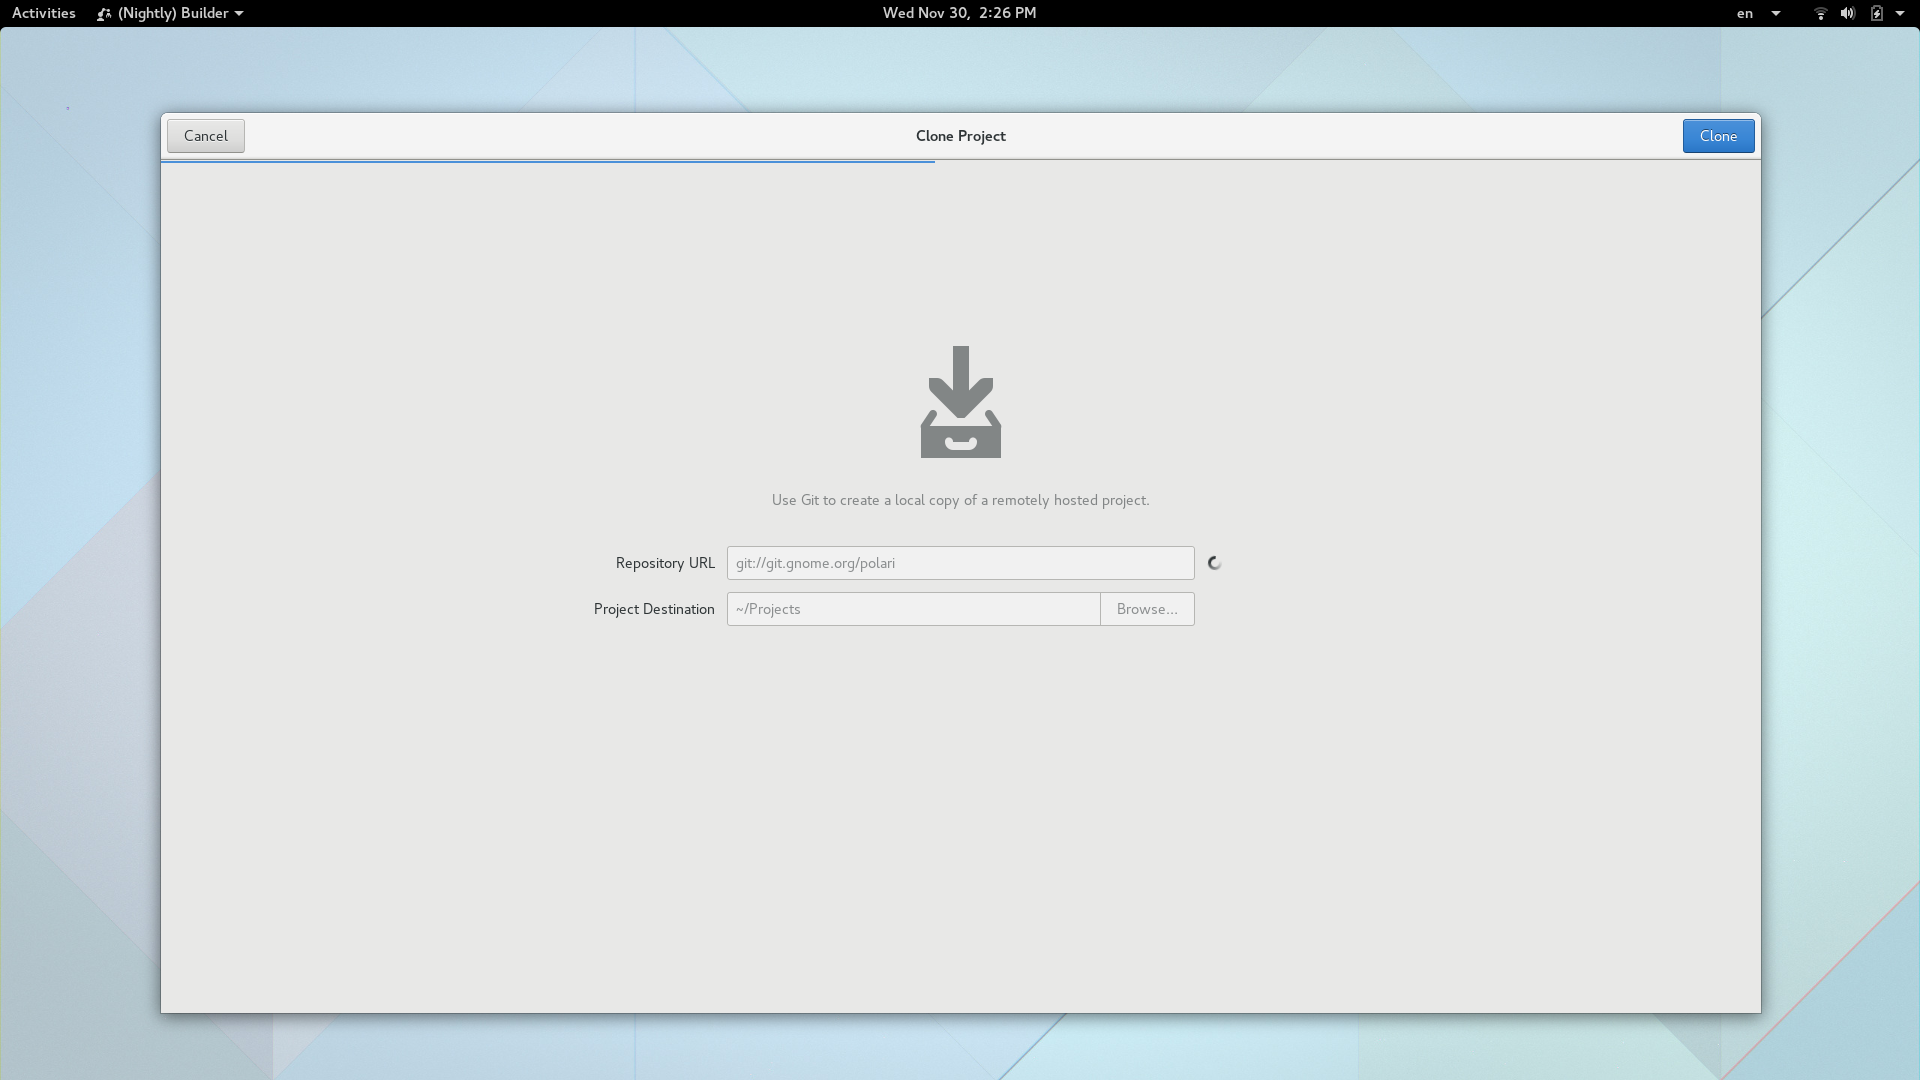 Activities (Nightly) Builder Wed Nov 30, 2:26 PM en
Cancel Clone Project Clone
Use Git to create a local copy of a remotely hosted project.
Repository URL git://git.gnome.org/polari
Project Destination ~/Projects Browse...